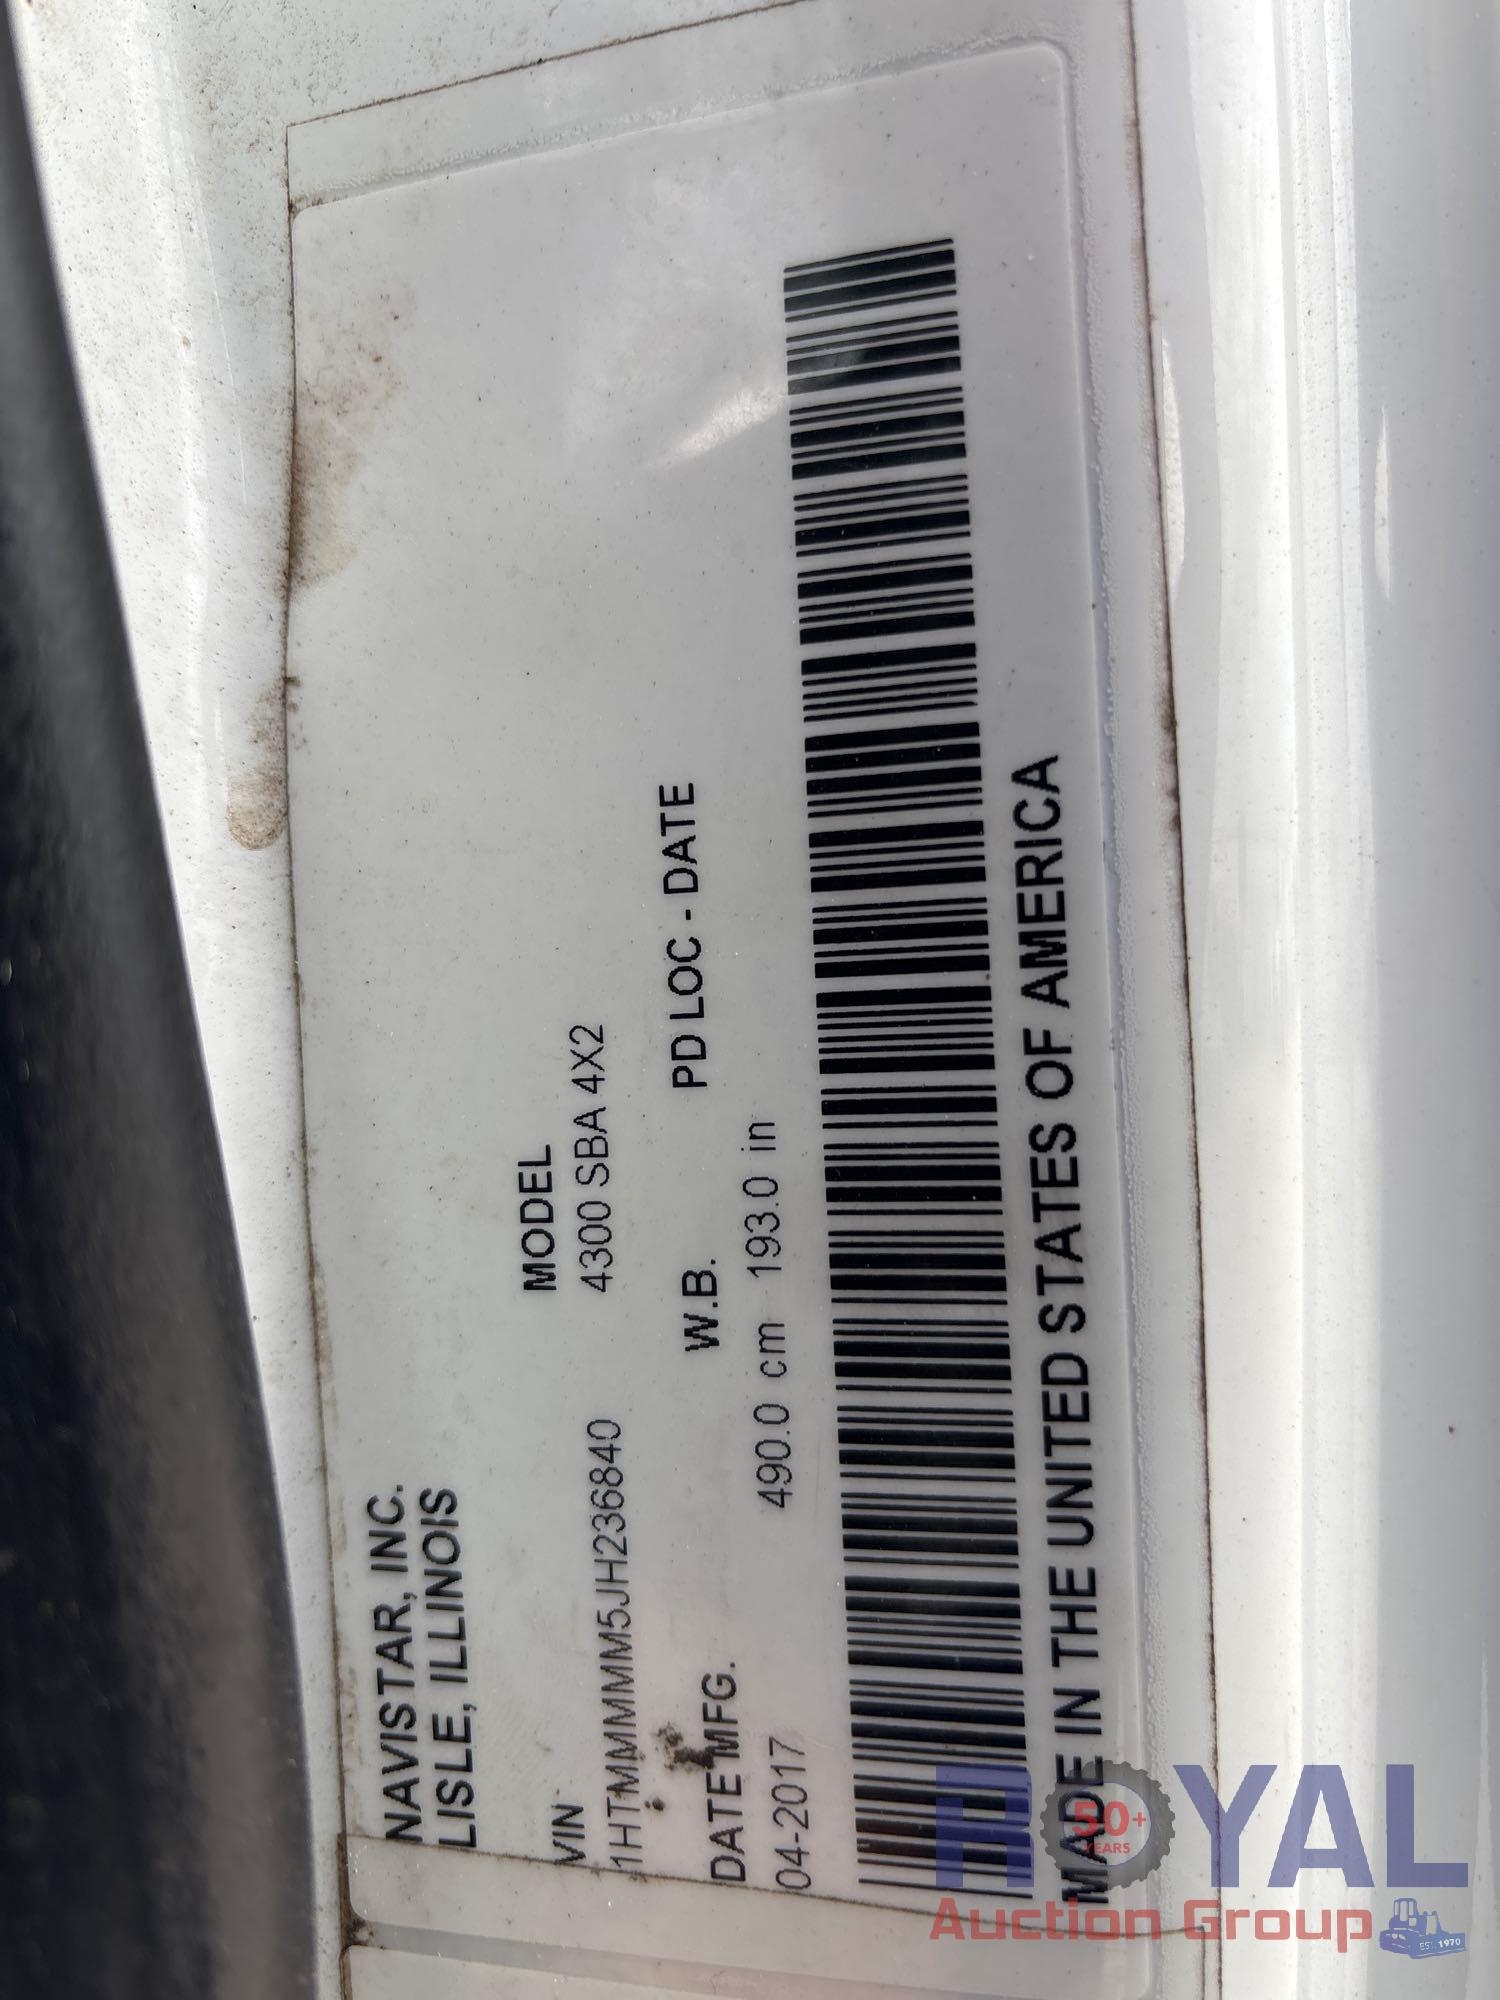 NAVISTAR, INC.
LISLE, ILLINOIS
VIN MODEL
1HTMMMMM5JH236840 4300 SBA 4X2
DATE MFG. W.B. PD LOC - DATE
04-2017 490.0 cm 193.0 in
MADE IN THE UNITED STATES OF AMERICA
ROYAL
50+
YEARS
Auction Group
EST. 1970